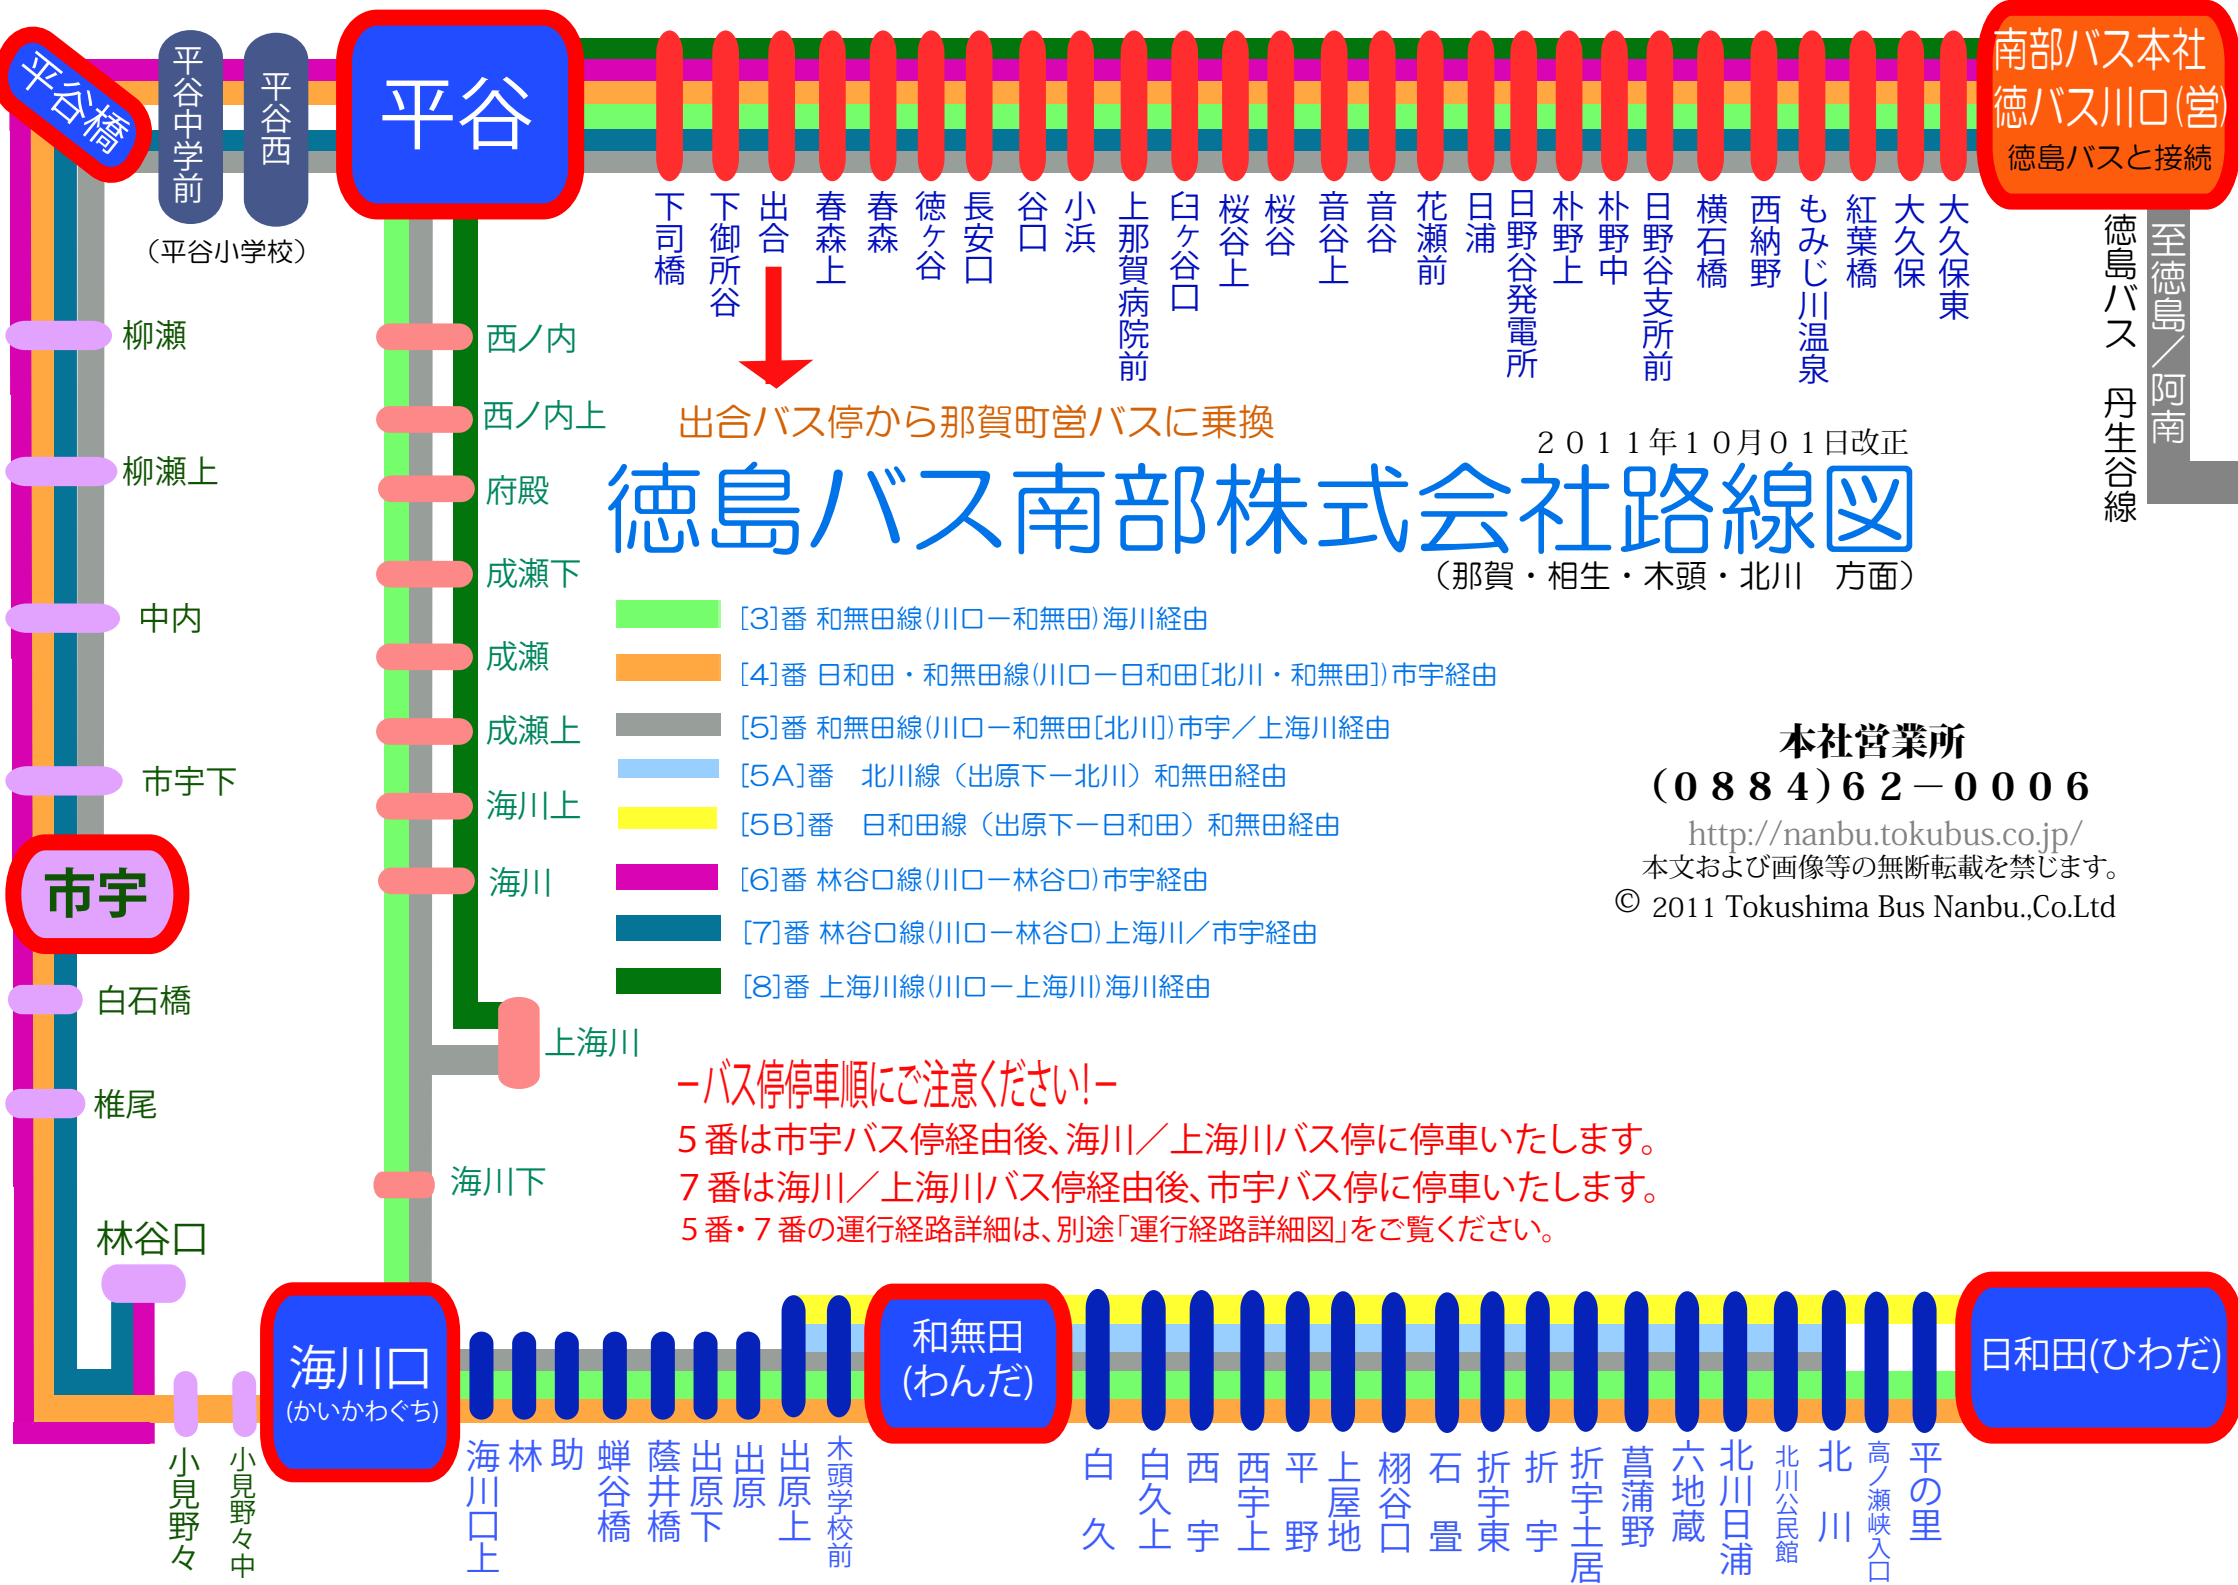 平谷橋
平谷中学前
平谷西
(平谷小学校)
平谷
南部バス本社
徳バス川口(営)
徳島バスと接続
下司橋
下御所谷
出合
春森上
春森
徳ヶ谷
長安口
谷口
小浜
上那賀病院前
臼ヶ谷口
桜谷上
桜谷
音谷上
音谷
花瀬前
日浦
日野谷発電所
朴野上
朴野中
日野谷支所前
横石橋
西納野
もみじ川温泉
紅葉橋
大久保
大久保東
徳島バス 丹生谷線
至徳島／阿南
出合バス停から那賀町営バスに乗換
2011年10月01日改正
徳島バス南部株式会社路線図
(那賀・相生・木頭・北川 方面)
柳瀬
柳瀬上
中内
市宇下
市宇
白石橋
椎尾
林谷口
小見野々
小見野々中
西ノ内
西ノ内上
府殿
成瀬下
成瀬
成瀬上
海川上
海川
上海川
海川下
[3]番 和無田線(川口ー和無田)海川経由
[4]番 日和田・和無田線(川口ー日和田[北川・和無田])市宇経由
[5]番 和無田線(川口ー和無田[北川])市宇／上海川経由
[5A]番 北川線（出原下ー北川）和無田経由
[5B]番 日和田線（出原下ー日和田）和無田経由
[6]番 林谷口線(川口ー林谷口)市宇経由
[7]番 林谷口線(川口ー林谷口)上海川／市宇経由
[8]番 上海川線(川口ー上海川)海川経由
本社営業所
(0884)62－0006
http://nanbu.tokubus.co.jp/
本文および画像等の無断転載を禁じます。
© 2011 Tokushima Bus Nanbu.,Co.Ltd
ーバス停停車順にご注意ください!ー
5番は市宇バス停経由後、海川／上海川バス停に停車いたします。
7番は海川／上海川バス停経由後、市宇バス停に停車いたします。
5番・7番の運行経路詳細は、別途「運行経路詳細図」をご覧ください。
海川口
(かいかわぐち)
海川口上
林
助
蝉谷橋
蔭井橋
出原下
出原
出原上
木頭学校前
和無田
(わんだ)
白久
白久上
西宇
西宇上
平野
上屋地
栩谷口
石畳
折宇東
折宇
折宇土居
菖蒲野
六地蔵
北川日浦
北川公民館
北川
高ノ瀬峡入口
平の里
日和田(ひわだ)